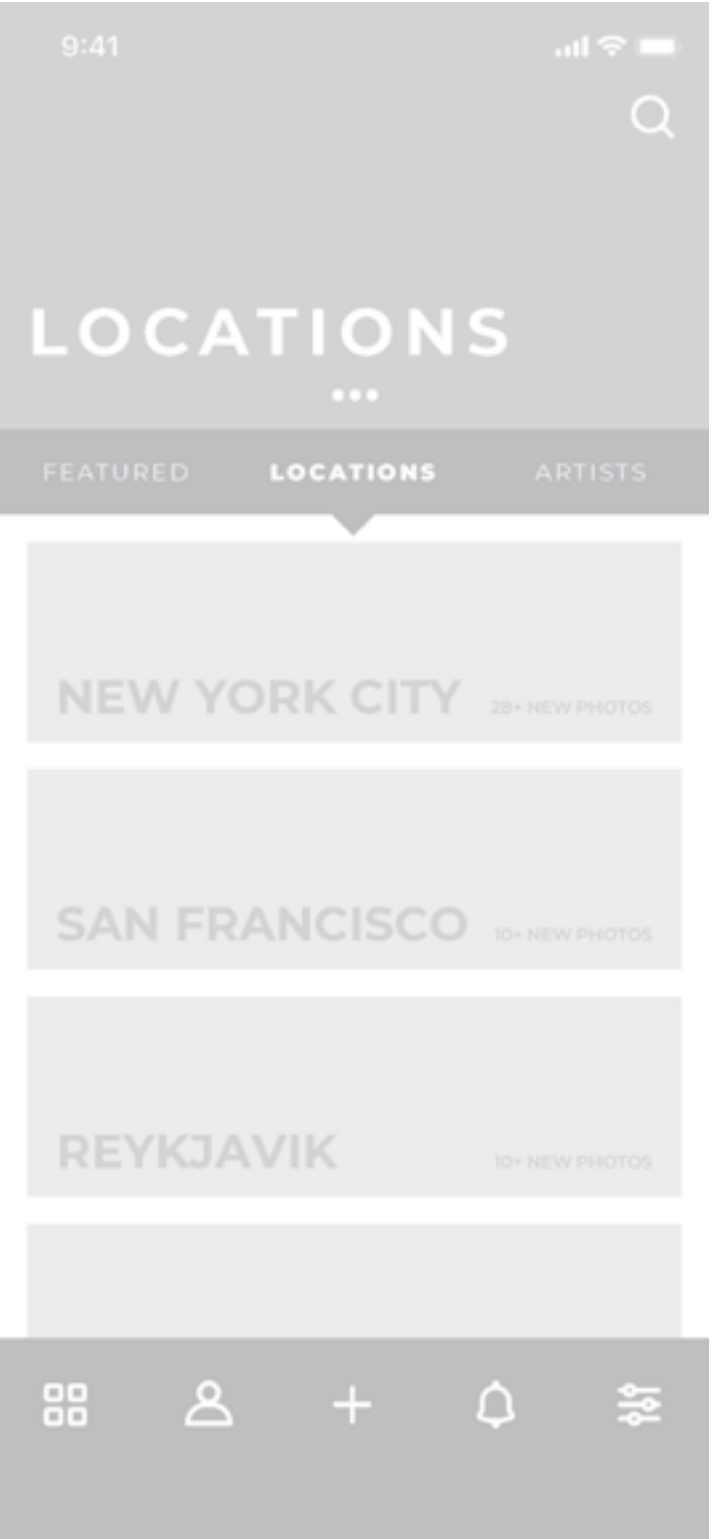 9:41
LOCATIONS
FEATURED LOCATIONS ARTISTS
NEW YORK CITY 28+ NEW PHOTOS
SAN FRANCISCO 10+ NEW PHOTOS
REYKJAVIK 10+ NEW PHOTOS